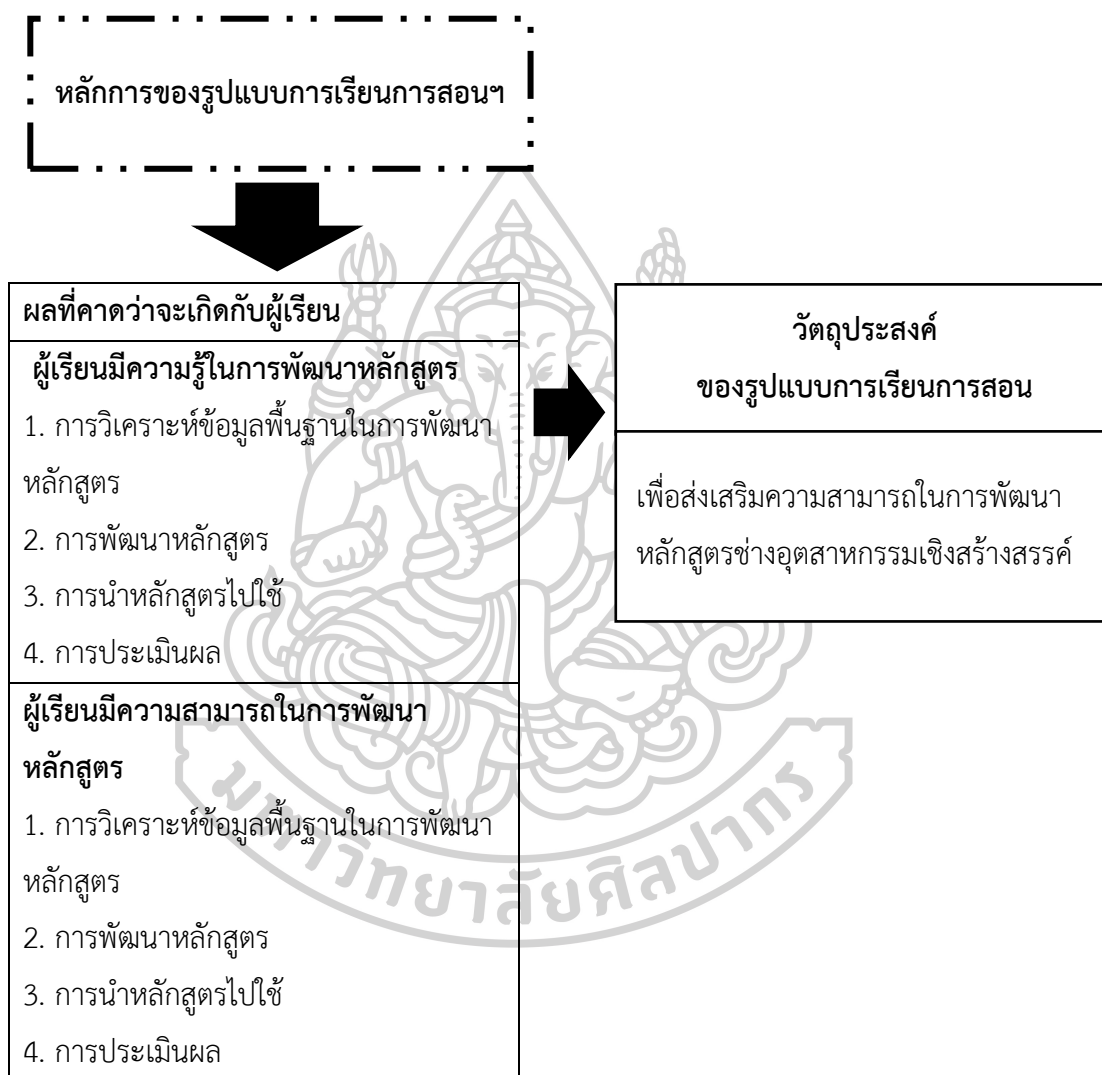 หลักการของรูปแบบการเรียนการสอนฯ
ผลที่คาดว่าจะเกิดกับผู้เรียน
ผู้เรียนมีความรู้ในการพัฒนาหลักสูตร
1. การวิเคราะห์ข้อมูลพื้นฐานในการพัฒนา
หลักสูตร
2. การพัฒนาหลักสูตร
3. การนำหลักสูตรไปใช้
4. การประเมินผล
ผู้เรียนมีความสามารถในการพัฒนา
หลักสูตร
1. การวิเคราะห์ข้อมูลพื้นฐานในการพัฒนา
หลักสูตร
2. การพัฒนาหลักสูตร
3. การนำหลักสูตรไปใช้
4. การประเมินผล
วัตถุประสงค์
ของรูปแบบการเรียนการสอน
เพื่อส่งเสริมความสามารถในการพัฒนา
หลักสูตรช่างอุตสาหกรรมเชิงสร้างสรรค์
มหาวิทยาลัยศิลปากร